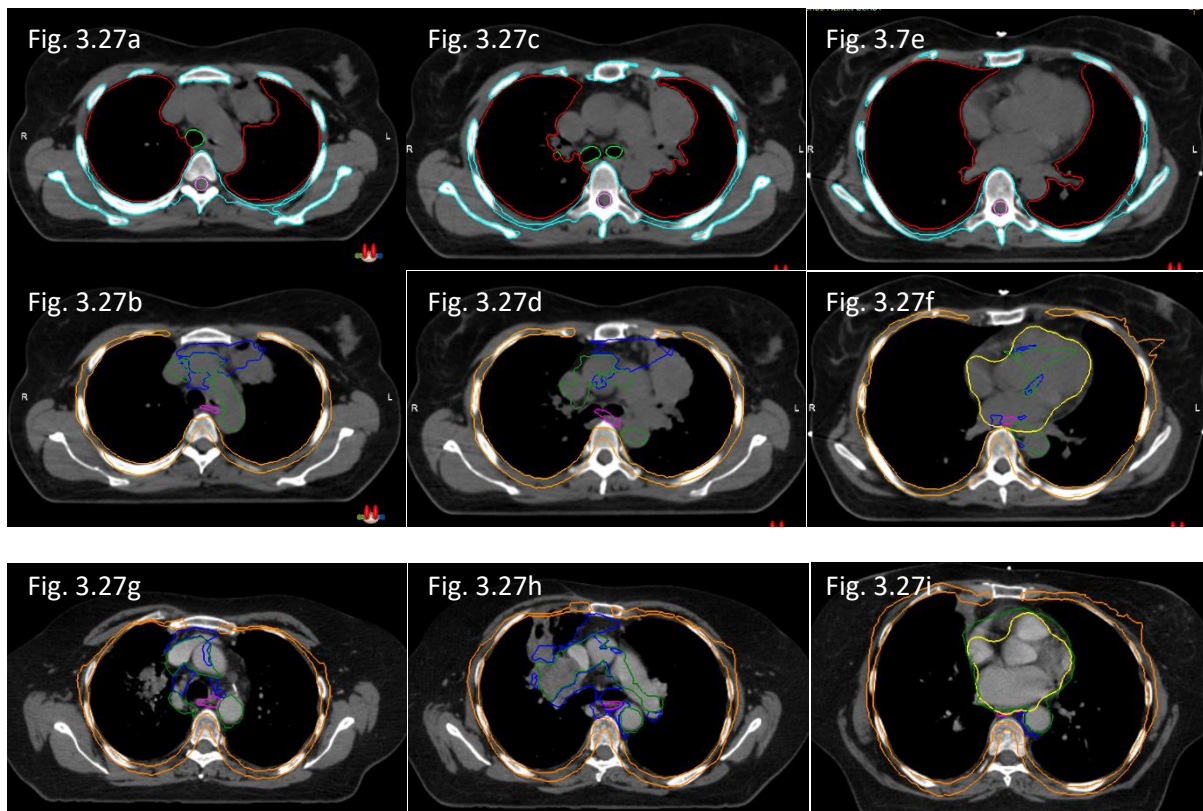 Fig. 3.27a
Fig. 3.27c
Fig. 3.7e
R
L
R
L
R
L
Fig. 3.27b
Fig. 3.27d
Fig. 3.27f
R
L
R
L
R
L
Fig. 3.27g
Fig. 3.27h
Fig. 3.27i